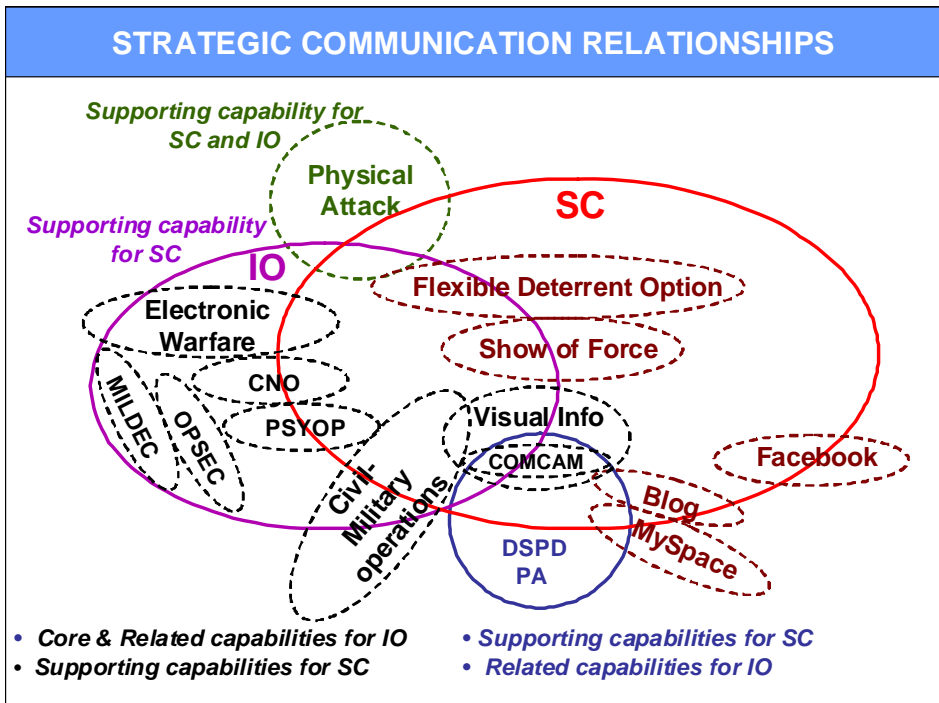 STRATEGIC COMMUNICATION RELATIONSHIPS
Supporting capability for
SC and IO
Physical
Attack
SC
Supporting capability
for SC
IO
Flexible Deterrent Option
Electronic
Warfare
Show of Force
CNO
MILDEC
OPSEC
PSYOP
Visual Info
COMCAM
Facebook
Civil-
Military
operations
Blog
MySpace
DSPD
PA
• Core & Related capabilities for IO
• Supporting capabilities for SC
• Supporting capabilities for SC
• Related capabilities for IO